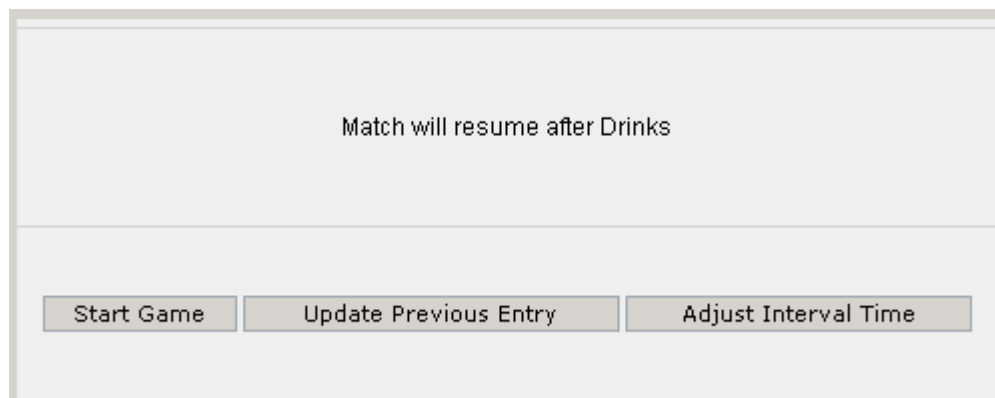 Match will resume after Drinks
Start Game Update Previous Entry Adjust Interval Time